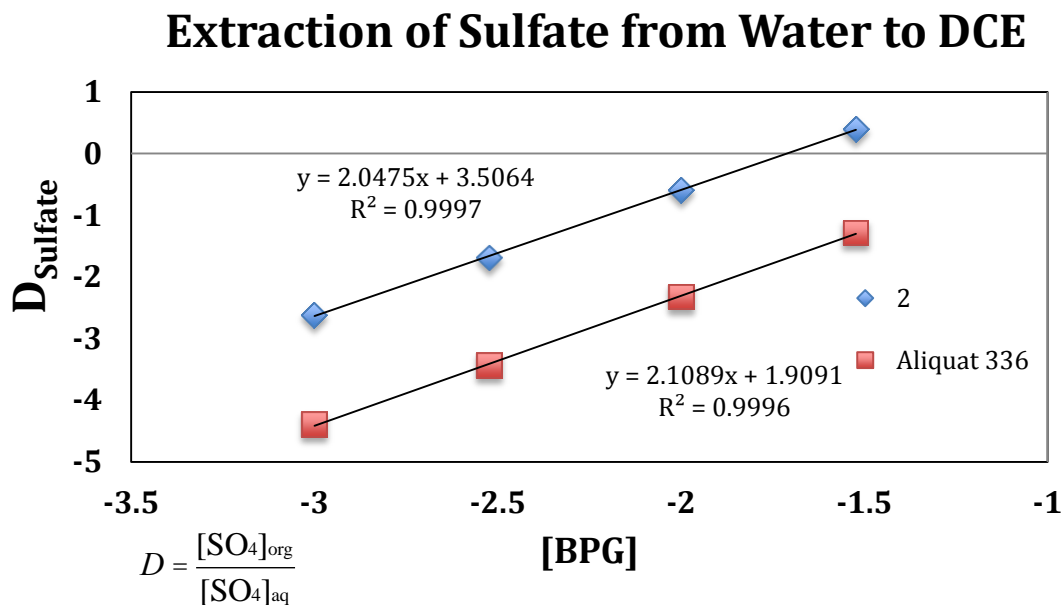 Extraction of Sulfate from Water to DCE
1
0
-1
-2
-3
-4
-5
D_Sulfate
y = 2.0475x + 3.5064
R² = 0.9997
2
Aliquat 336
y = 2.1089x + 1.9091
R² = 0.9996
-3.5 -3 -2.5 -2 -1.5 -1
[BPG]
D = [SO₄]org / [SO₄]aq